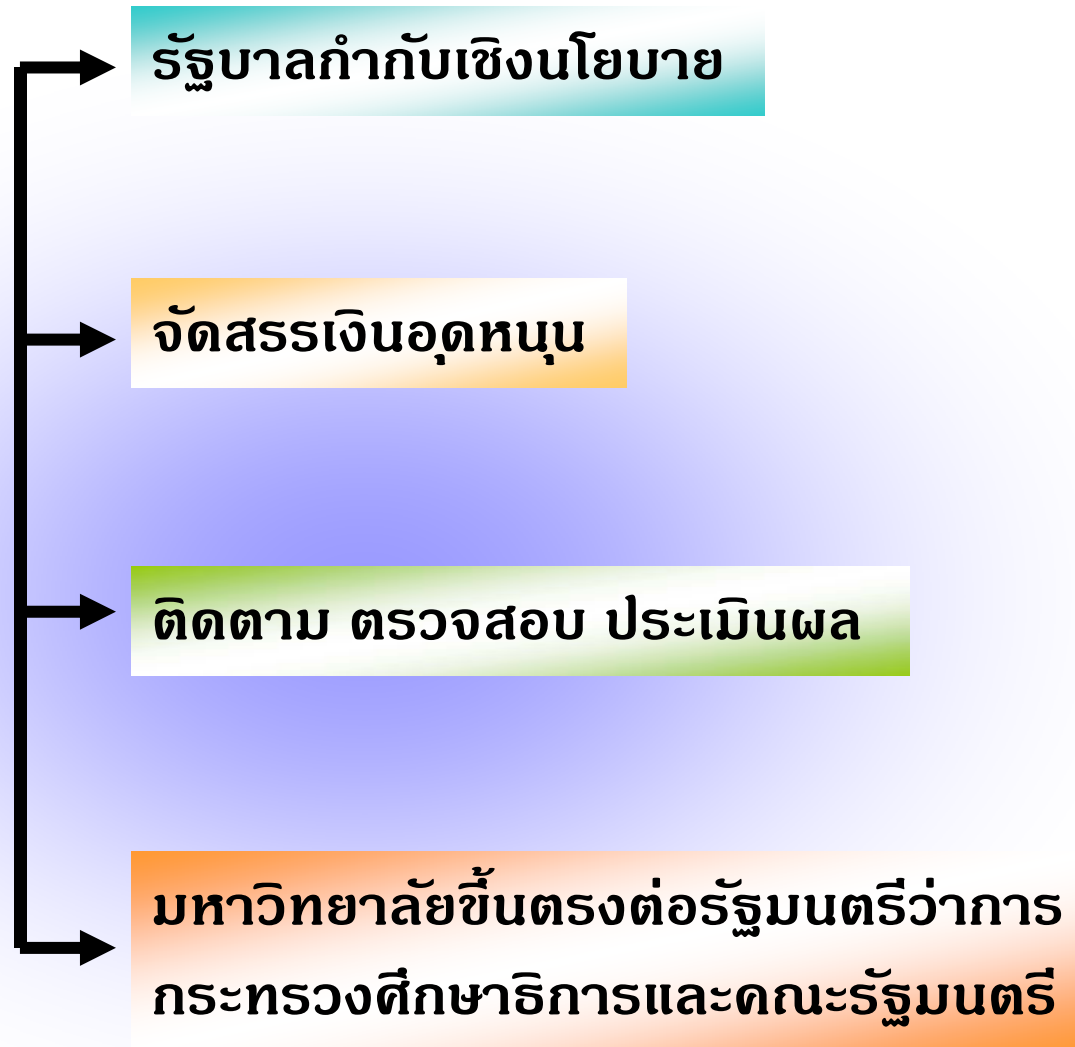 รัฐบาลกำกับเชิงนโยบาย
จัดสรรเงินอุดหนุน
ติดตาม ตรวจสอบ ประเมินผล
มหาวิทยาลัยขึ้นตรงต่อรัฐมนตรีว่าการ
กระทรวงศึกษาธิการและคณะรัฐมนตรี